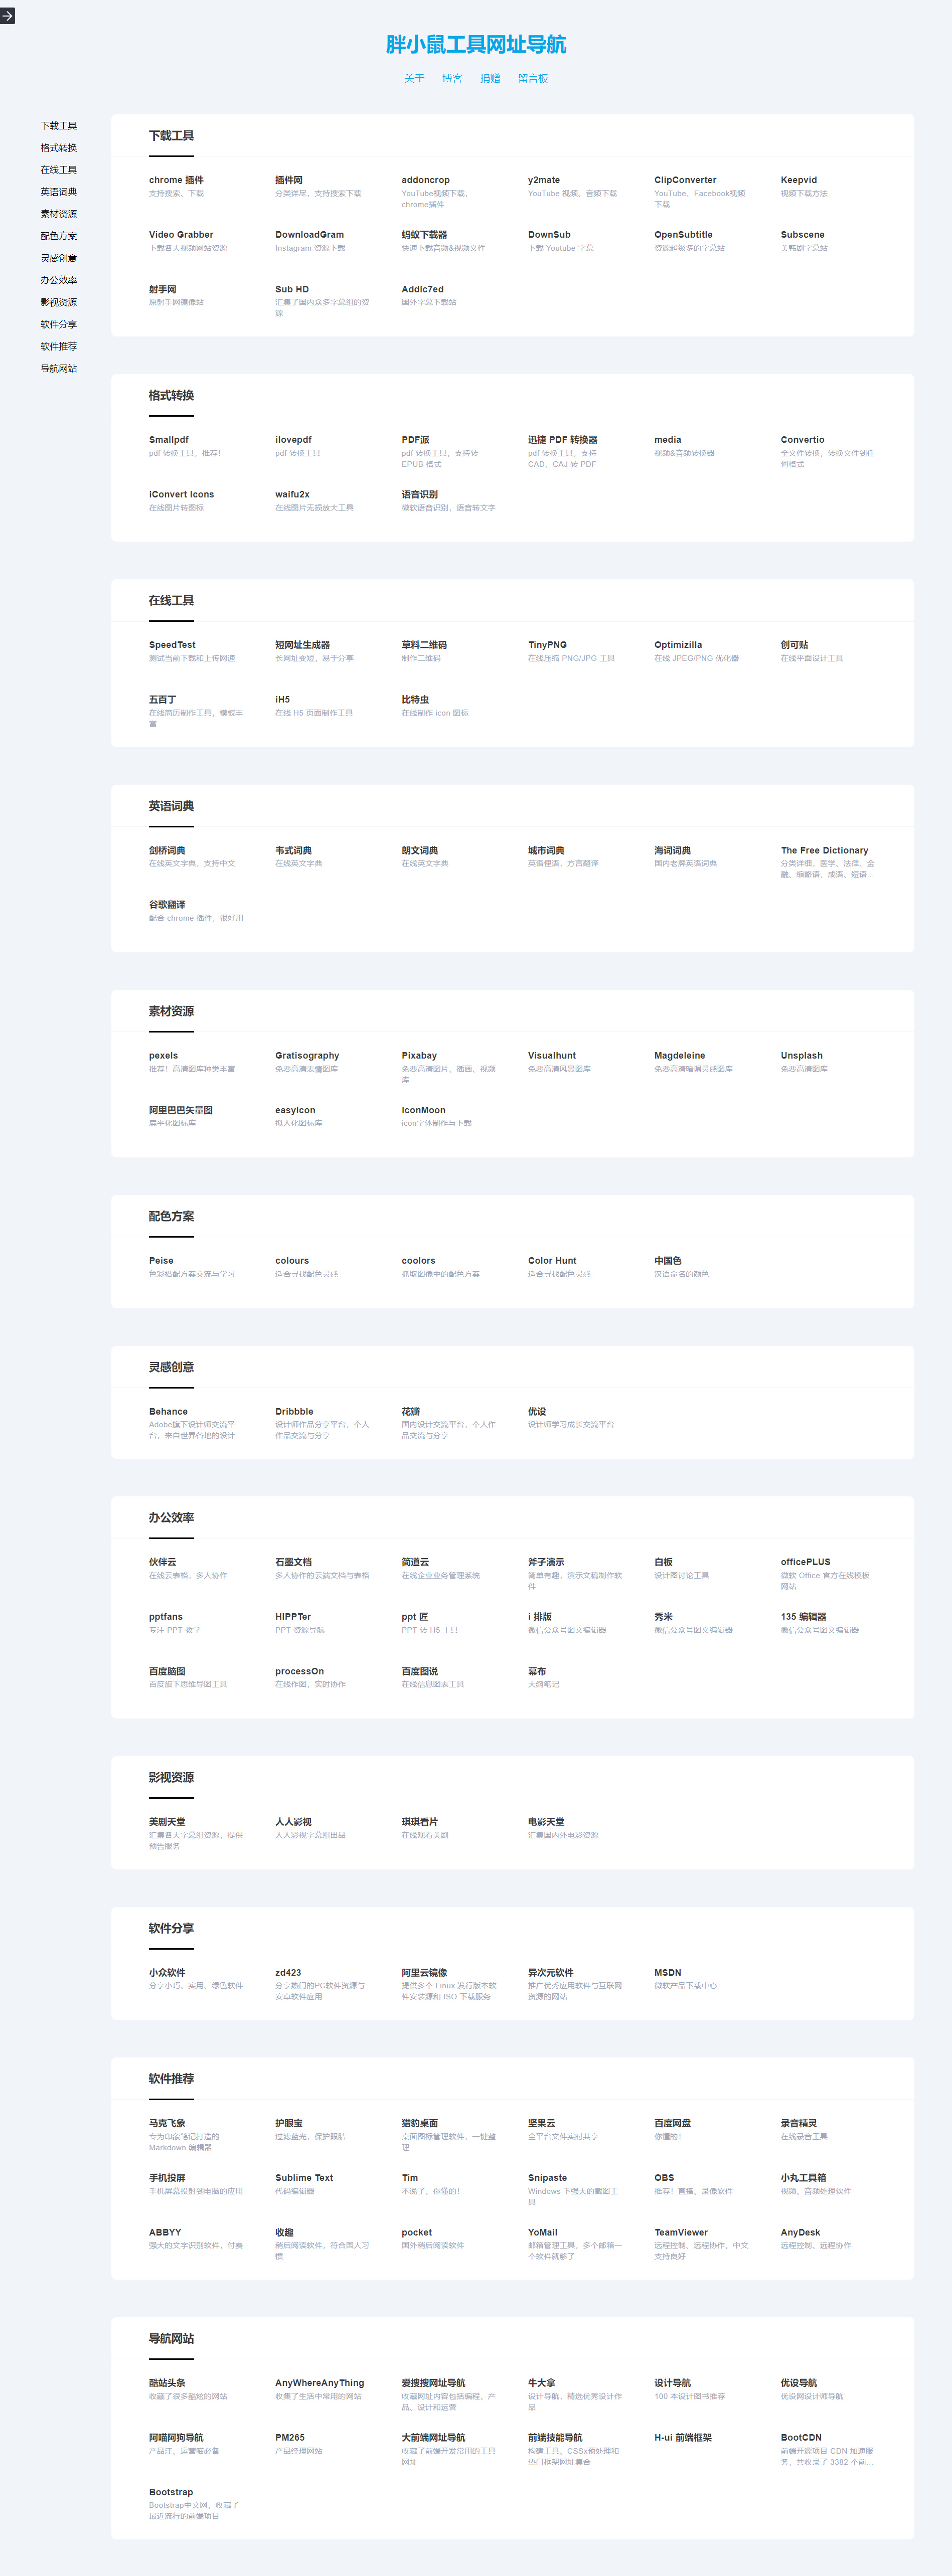 胖小鼠工具网址导航
关于 博客 捐赠 留言板
下载工具
格式转换
在线工具
英语词典
素材资源
配色方案
灵感创意
办公效率
影视资源
软件分享
软件推荐
导航网站
下载工具
chrome 插件 插件网 addoncrop y2mate ClipConverter Keepvid
支持搜索、下载 分类详尽，支持搜索下载 YouTube视频下载， YouTube 视频、音频下载 YouTube、Facebook视频 视频下载方法
chrome插件 下载
Video Grabber DownloadGram 蚂蚁下载器 DownSub OpenSubtitle Subscene
下载各大视频网站资源 Instagram 资源下载 快速下载音频&视频文件 下载 Youtube 字幕 资源超级多的字幕站 美韩剧字幕站
射手网 Sub HD Addic7ed
原射手网镜像站 汇集了国内众多字幕组的资 国外字幕下载站
源
格式转换
Smallpdf ilovepdf PDF派 迅捷 PDF 转换器 media Convertio
pdf 转换工具，推荐！ pdf 转换工具 pdf 转换工具，支持转 pdf 转换工具，支持 视频&音频转换器 全文件转换，转换文件到任
EPUB 格式 CAD、CAJ 转 PDF 何格式
iConvert Icons waifu2x 语音识别
在线图片转图标 在线图片无损放大工具 微软语音识别，语音转文字
在线工具
SpeedTest 短网址生成器 草料二维码 TinyPNG Optimizilla 创可贴
测试当前下载和上传网速 长网址变短，易于分享 制作二维码 在线压缩 PNG/JPG 工具 在线 JPEG/PNG 优化器 在线平面设计工具
五百丁 iH5 比特虫
在线简历制作工具，模板丰 在线 H5 页面制作工具 在线制作 icon 图标
富
英语词典
剑桥词典 韦式词典 朗文词典 城市词典 海词词典 The Free Dictionary
在线英文字典，支持中文 在线英文字典 在线英文字典 英语俚语、方言翻译 国内老牌英语词典 分类详细，医学、法律、金
融、缩略语、成语、短语...
谷歌翻译
配合 chrome 插件，很好用
素材资源
pexels Gratisography Pixabay Visualhunt Magdeleine Unsplash
推荐！高清图库种类丰富 免费高清表情图库 免费高清图片、插画、视频 免费高清风景图库 免费高清暗调灵感图库 免费高清图库
库
阿里巴巴矢量图 easyicon iconMoon
扁平化图标库 拟人化图标库 icon字体制作与下载
配色方案
Peise colours coolors Color Hunt 中国色
色彩搭配方案交流与学习 适合寻找配色灵感 抓取图像中的配色方案 适合寻找配色灵感 汉语命名的颜色
灵感创意
Behance Dribbble 花瓣 优设
Adobe旗下设计师交流平 设计师作品分享平台，个人 国内设计交流平台，个人作 设计师学习成长交流平台
台，来自世界各地的设计... 作品交流与分享 品交流与分享
办公效率
伙伴云 石墨文档 简道云 斧子演示 白板 officePLUS
在线云表格，多人协作 多人协作的云端文档与表格 在线企业业务管理系统 简单有趣，演示文稿制作软 设计图讨论工具 微软 Office 官方在线模板
件 网站
pptfans HIPPTer ppt 匠 i 排版 秀米 135 编辑器
专注 PPT 教学 PPT 资源导航 PPT 转 H5 工具 微信公众号图文编辑器 微信公众号图文编辑器 微信公众号图文编辑器
百度脑图 processOn 百度图说 幕布
百度旗下思维导图工具 在线作图，实时协作 在线信息图表工具 大纲笔记
影视资源
美剧天堂 人人影视 琪琪看片 电影天堂
汇集各大字幕组资源，提供 人人影视字幕组出品 在线观看美剧 汇集国内外电影资源
预告服务
软件分享
小众软件 zd423 阿里云镜像 异次元软件 MSDN
分享小巧、实用、绿色软件 分享热门的PC软件资源与 提供多个 Linux 发行版本软 推广优秀应用软件与互联网 微软产品下载中心
安卓软件应用 件安装源和 ISO 下载服务 资源的网站
软件推荐
马克飞象 护眼宝 猎豹桌面 坚果云 百度网盘 录音精灵
专为印象笔记打造的 过滤蓝光，保护眼睛 桌面图标管理软件，一键整 全平台文件实时共享 你懂的！ 在线录音工具
Markdown 编辑器 理
手机投屏 Sublime Text Tim Snipaste OBS 小丸工具箱
手机屏幕投射到电脑的应用 代码编辑器 不说了，你懂的！ Windows 下强大的截图工 推荐！直播、录像软件 视频、音频处理软件
具
ABBYY 收趣 pocket YoMail TeamViewer AnyDesk
强大的文字识别软件，付费 稍后阅读软件，符合国人习 国外稍后阅读软件 邮箱管理工具，多个邮箱一 远程控制、远程协作，中文 远程控制、远程协作
惯 个软件就够了 支持良好
导航网站
酷站头条 AnyWhereAnyThing 爱搜搜网址导航 牛大拿 设计导航 优设导航
收藏了很多酷炫的网站 收集了生活中常用的网站 收藏网址内容包括编程、产 设计导航，精选优秀设计作 100 本设计图书推荐 优设网设计师导航
品、设计和运营 品
阿喵阿狗导航 PM265 大前端网址导航 前端技能导航 H-ui 前端框架 BootCDN
产品汪、运营喵必备 产品经理网站 收藏了前端开发常用的工具 构建工具、CSSx预处理和 前端开源项目 CDN 加速服
网址 热门框架网址集合 务，共收录了 3382 个前...
Bootstrap
Bootstrap中文网，收藏了
最近流行的前端项目